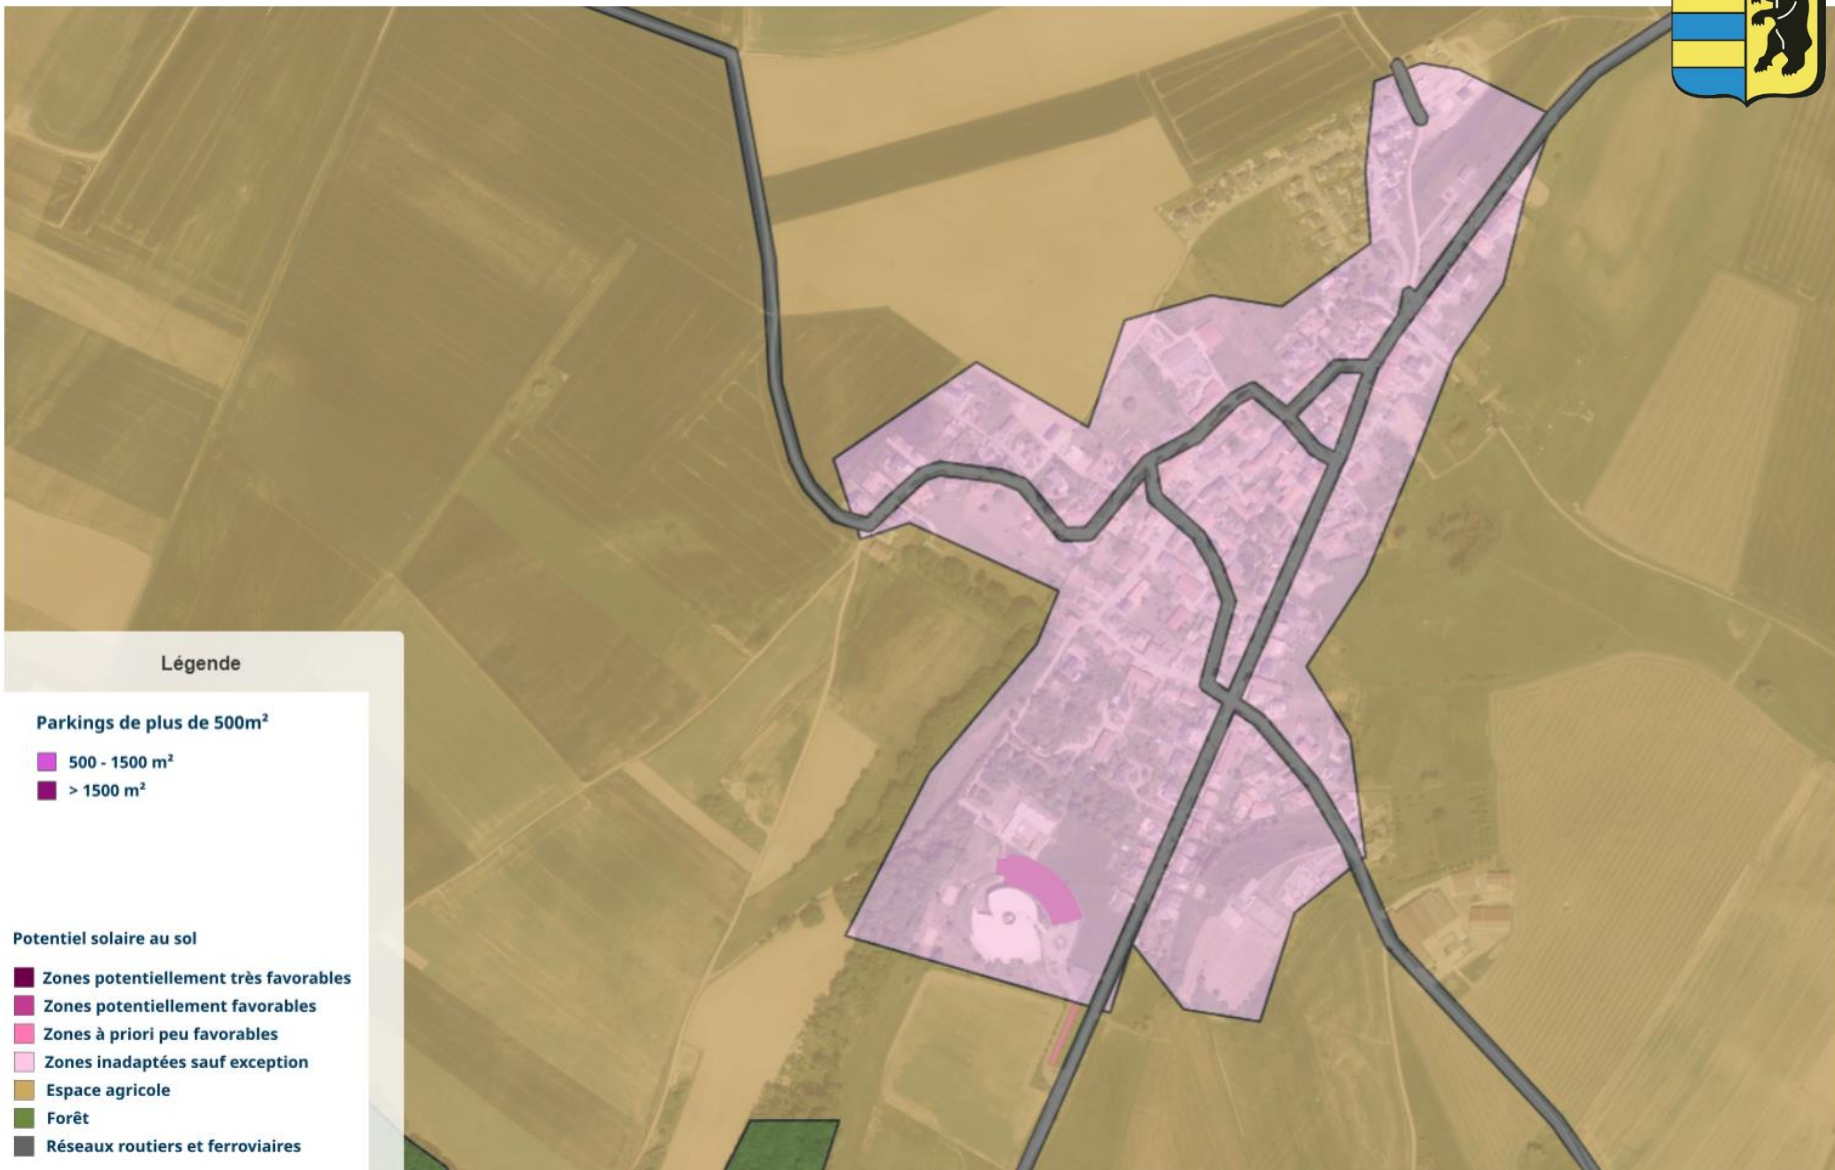 Légende
Parkings de plus de 500m²
500 - 1500 m²
> 1500 m²
Potentiel solaire au sol
Zones potentiellement très favorables
Zones potentiellement favorables
Zones à priori peu favorables
Zones inadaptées sauf exception
Espace agricole
Forêt
Réseaux routiers et ferroviaires